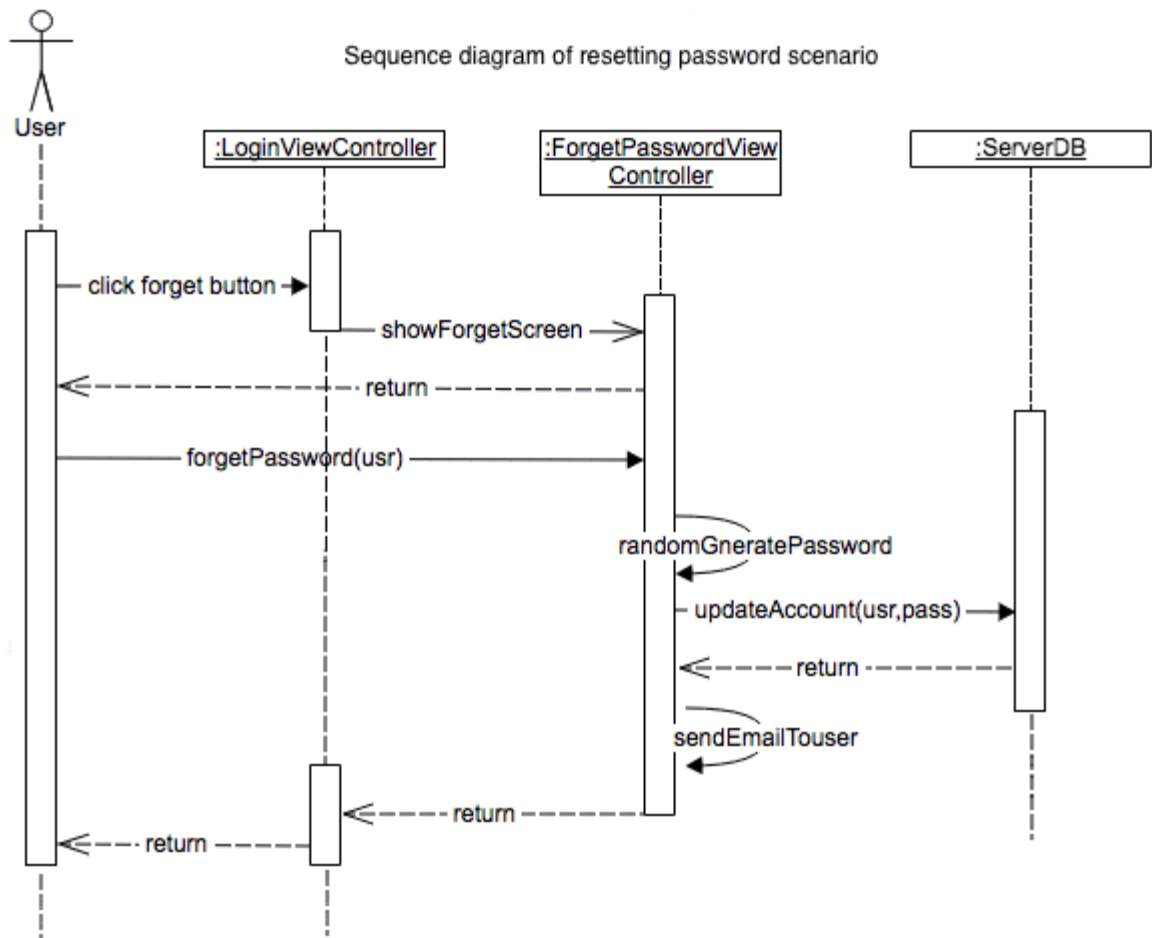 Sequence diagram of resetting password scenario
User
:LoginViewController
:ForgetPasswordView
Controller
:ServerDB
click forget button
showForgetScreen
return
forgetPassword(usr)
randomGneratePassword
updateAccount(usr,pass)
return
sendEmailTouser
return
return